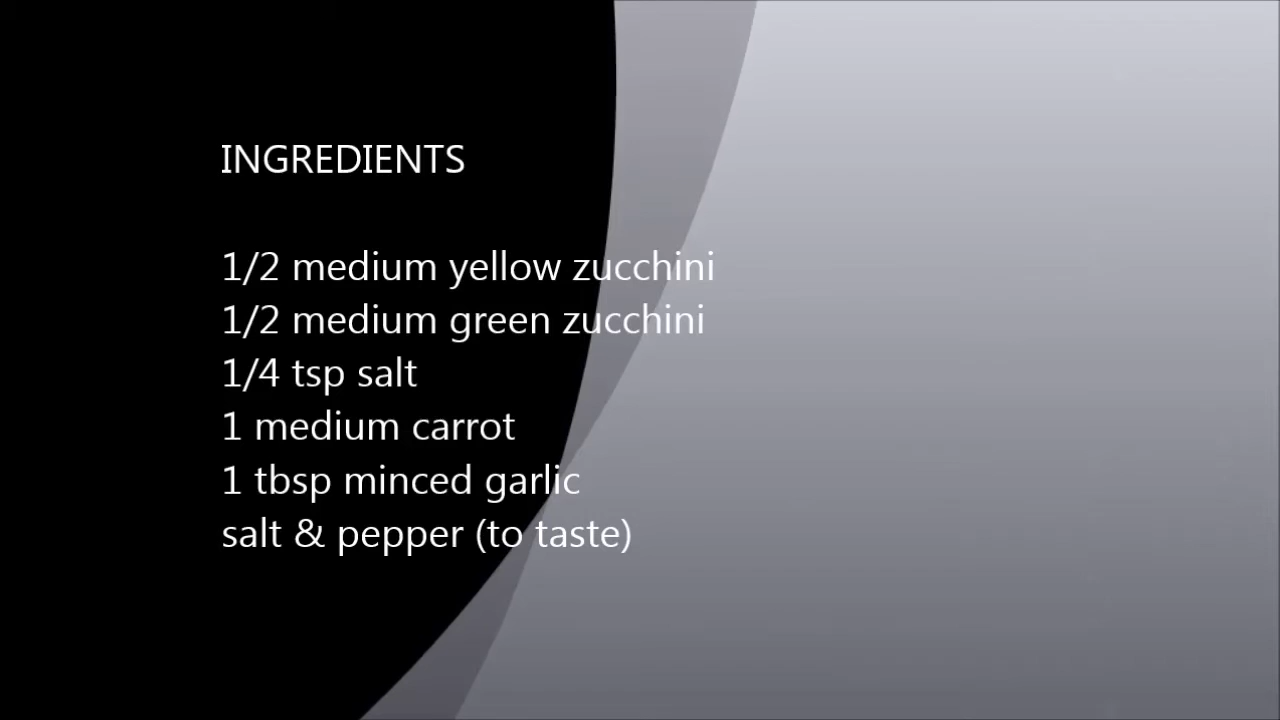 INGREDIENTS
1/2 medium yellow zucchini
1/2 medium green zucchini
1/4 tsp salt
1 medium carrot
1 tbsp minced garlic
salt & pepper (to taste)